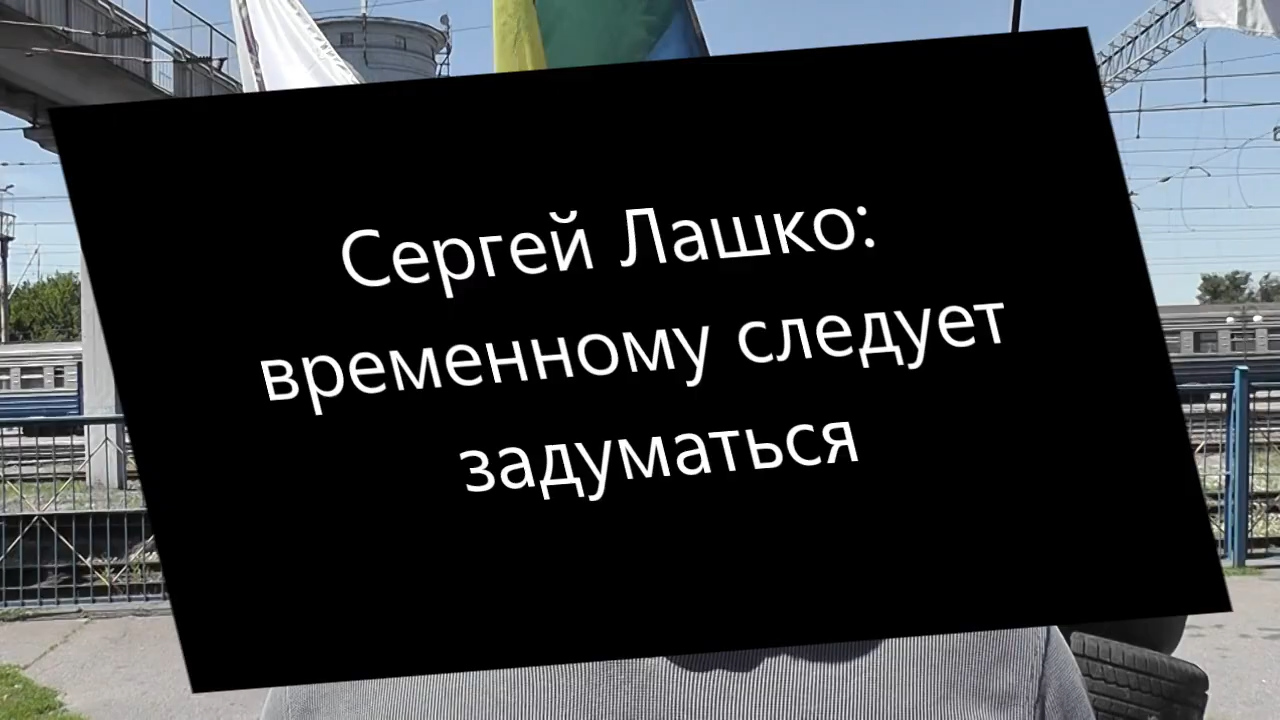 Сергей Лашко:
временному следует
задуматься